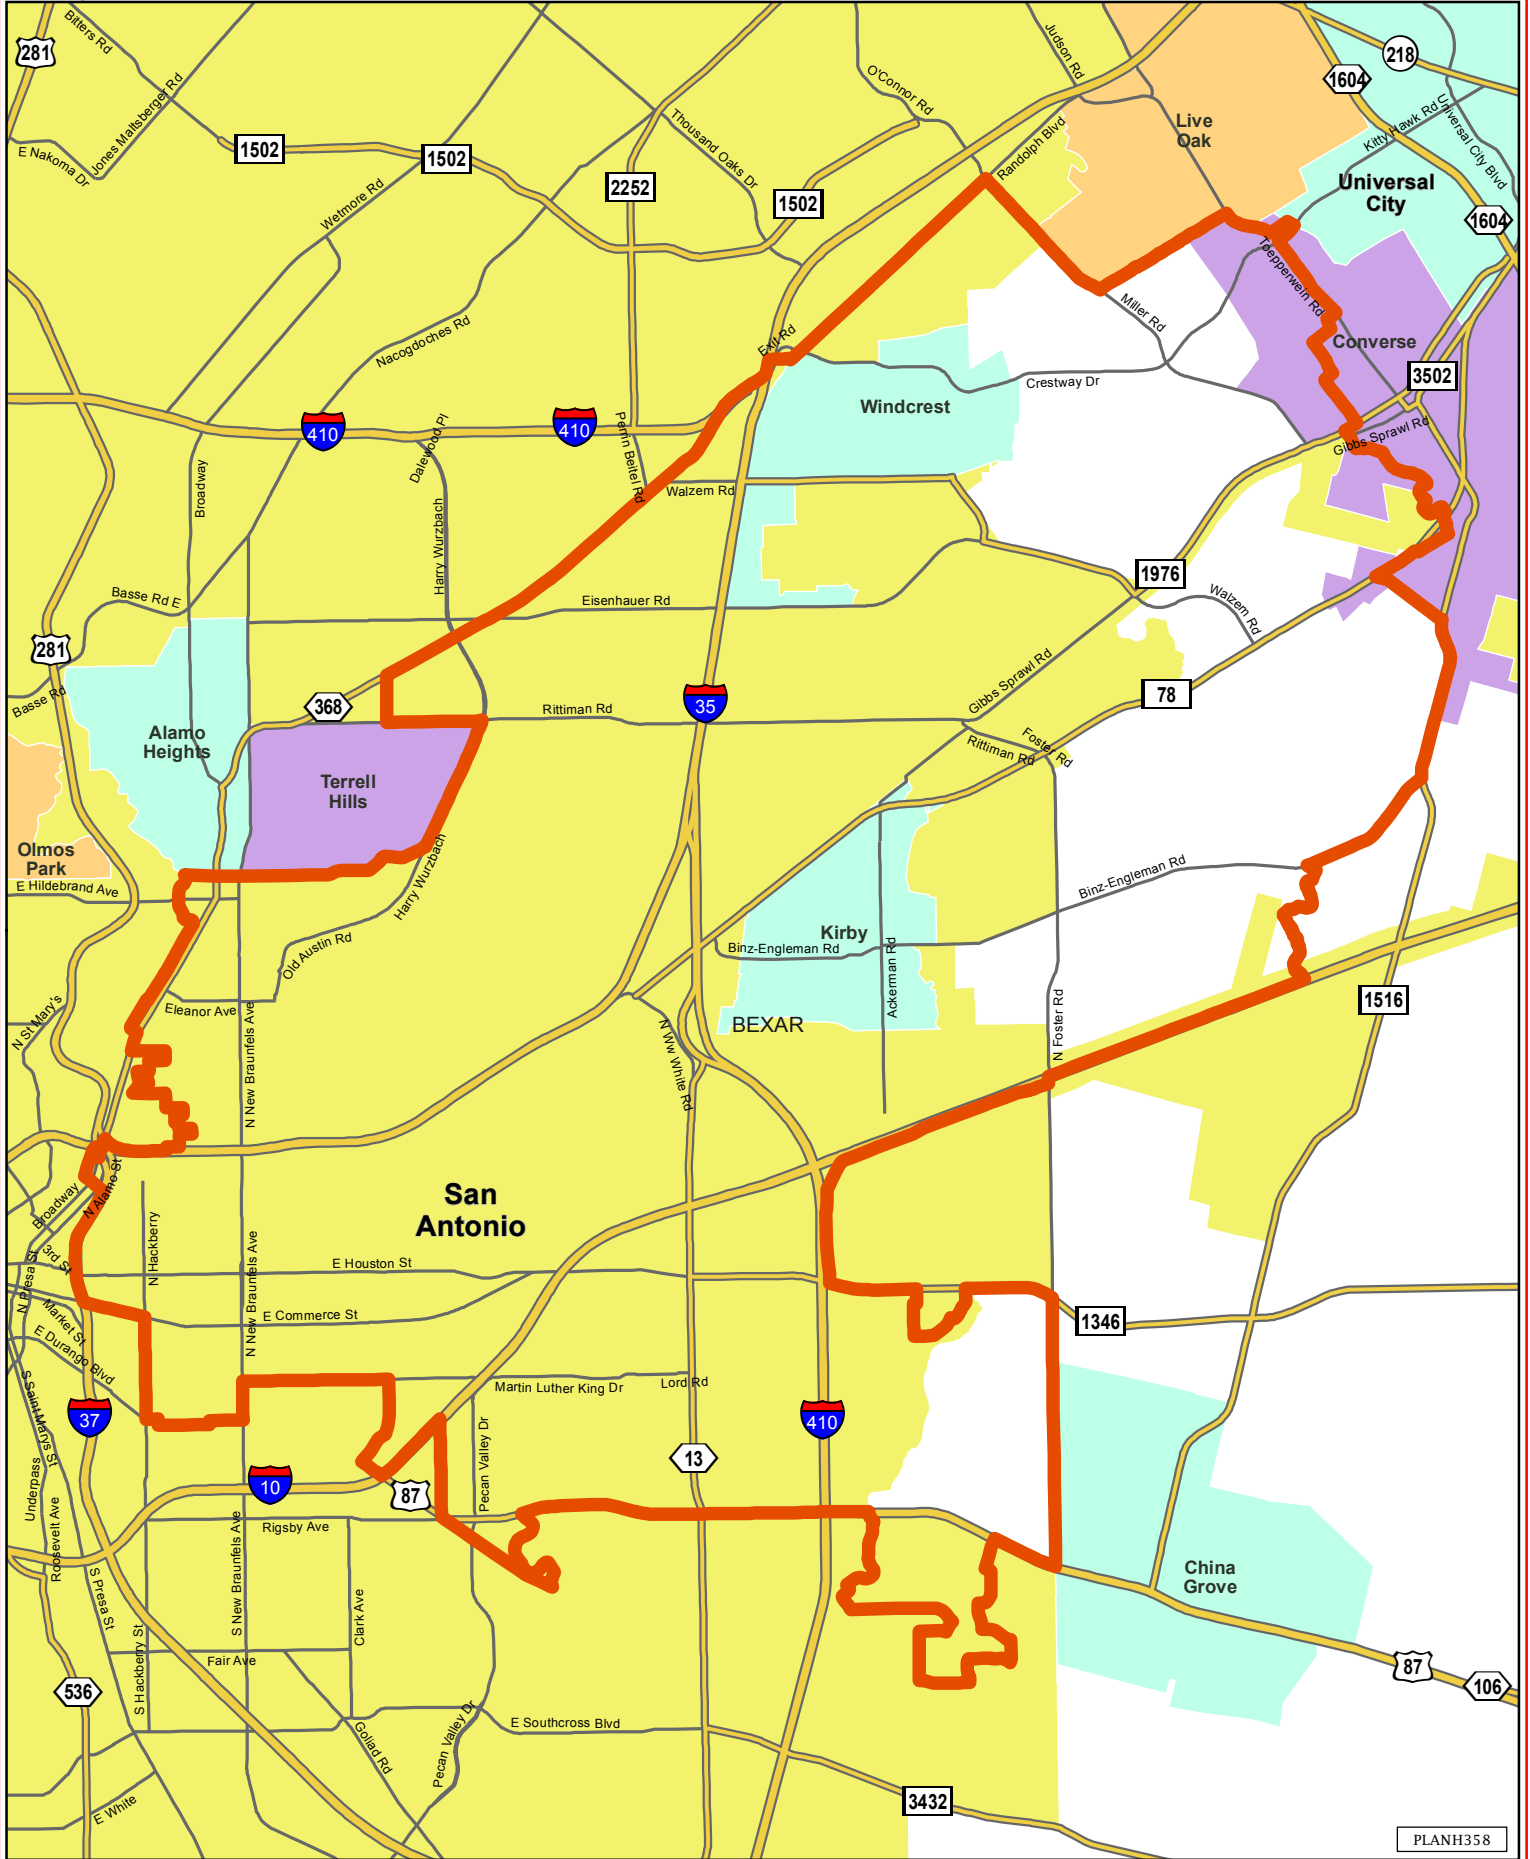 Bitters Rd
281
Jones Maltsberger Rd
E Nakoma Dr
1502
1502
Wetmore Rd
2252
Thousand Oaks Dr
1502
O'Connor Rd
Judson Rd
Randolph Blvd
Live
Oak
218
1604
Kitty Hawk Rd
Universal City Blvd
Universal
City
1604
Toepperwein Rd
Miller Rd
Converse
3502
Gibbs Sprawl Rd
Nacogdoches Rd
Exit Rd
Crestway Dr
Windcrest
410
410
Dalewood Pl
Perrin Beitel Rd
Walzem Rd
Broadway
Harry Wurzbach
Basse Rd E
Eisenhauer Rd
1976
Walzem Rd
281
Basse Rd
368
Rittiman Rd
35
Gibbs Sprawl Rd
78
Rittiman Rd
Foster Rd
Alamo
Heights
Terrell
Hills
Olmos
Park
E Hildebrand Ave
Harry Wurzbach
Old Austin Rd
Binz-Engleman Rd
Kirby
Binz-Engleman Rd
Ackerman Rd
BEXAR
N St Mary's
Eleanor Ave
N New Braunfels Ave
N Ww White Rd
N Foster Rd
1516
San
Antonio
Broadway
N Alamo St
N Hackberry
N New Braunfels Ave
3rd St
N Presa St
E Houston St
Market St
E Commerce St
E Durango Blvd
1346
Martin Luther King Dr
Lord Rd
S Saint Marys St
37
410
13
Pecan Valley Dr
10
87
Underpass
Roosevelt Ave
Rigsby Ave
S New Braunfels Ave
S Presa St
Clark Ave
China
Grove
S Hackberry St
Fair Ave
536
87
106
Goliad Rd
Pecan Valley Dr
E Southcross Blvd
E White
3432
PLANH358